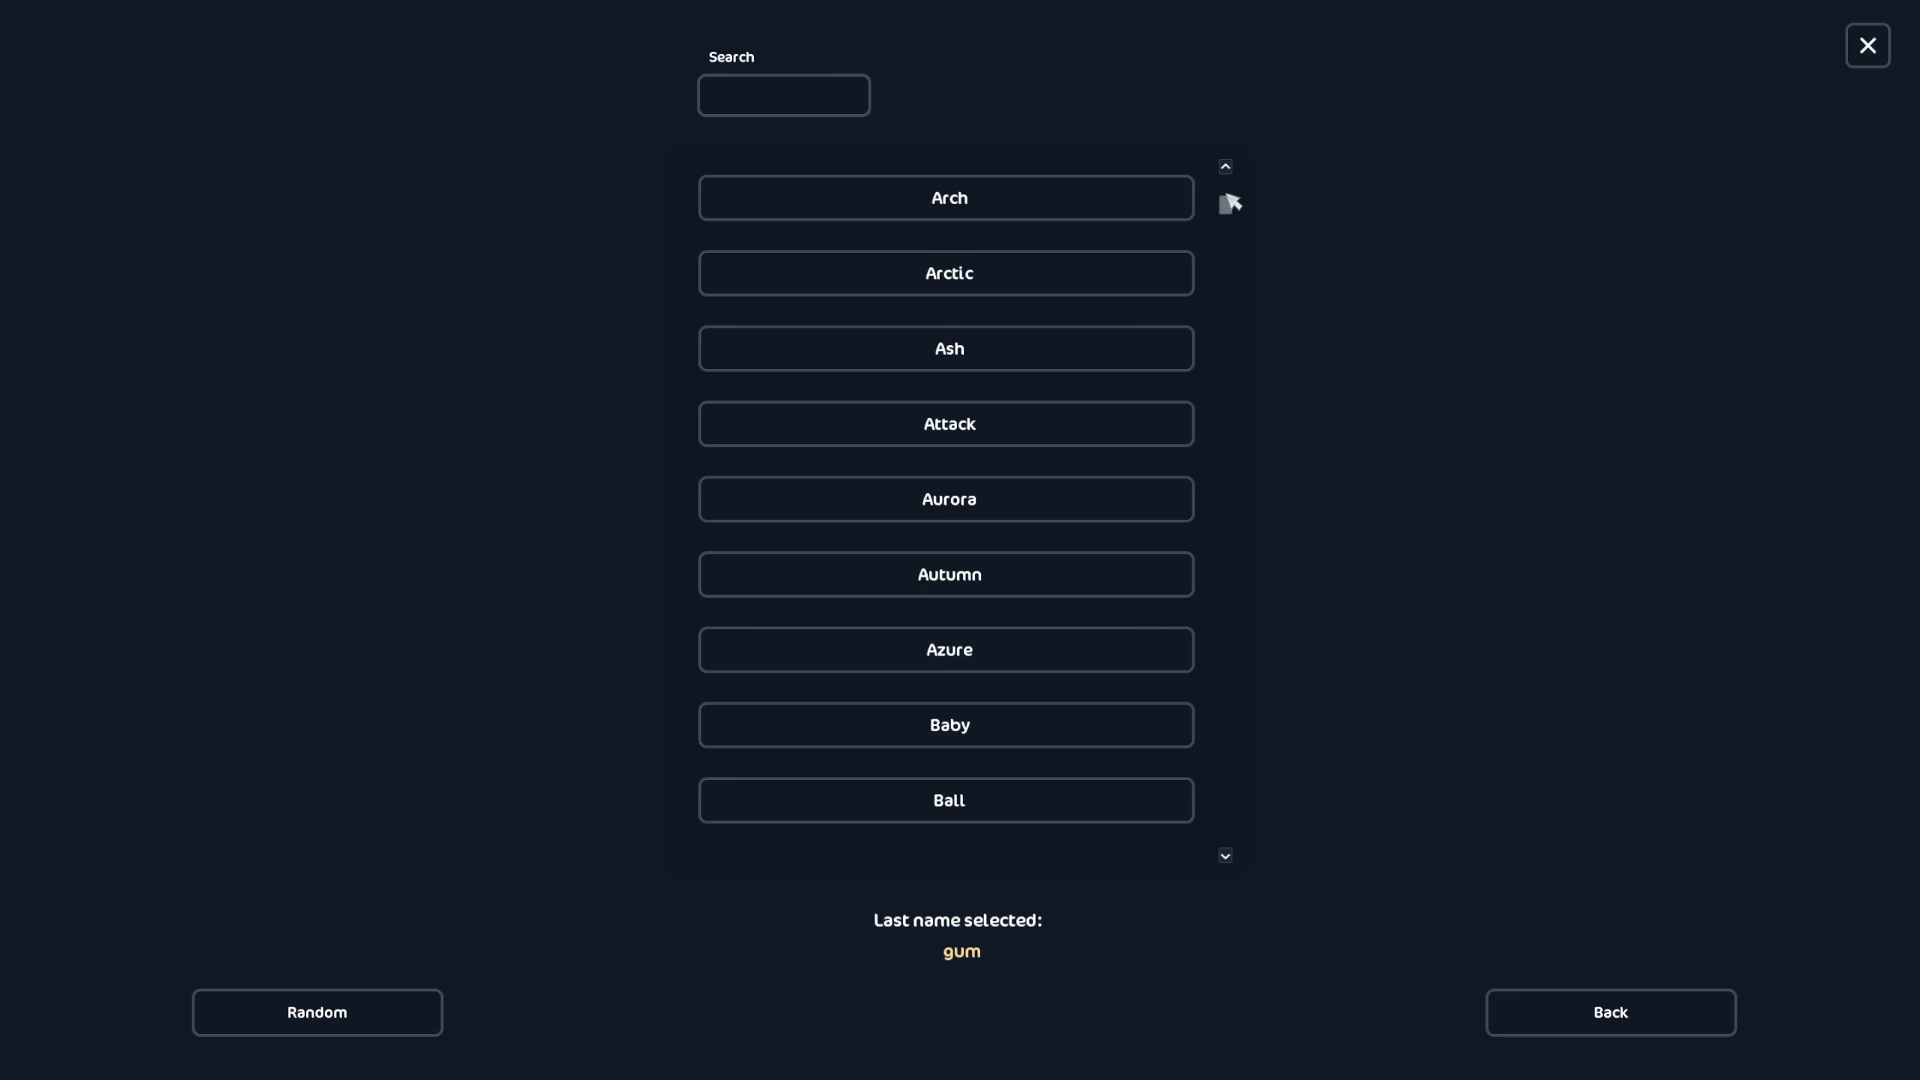 Search
Arch
Arctic
Ash
Attack
Aurora
Autumn
Azure
Baby
Ball
Last name selected:
gum
Random
Back